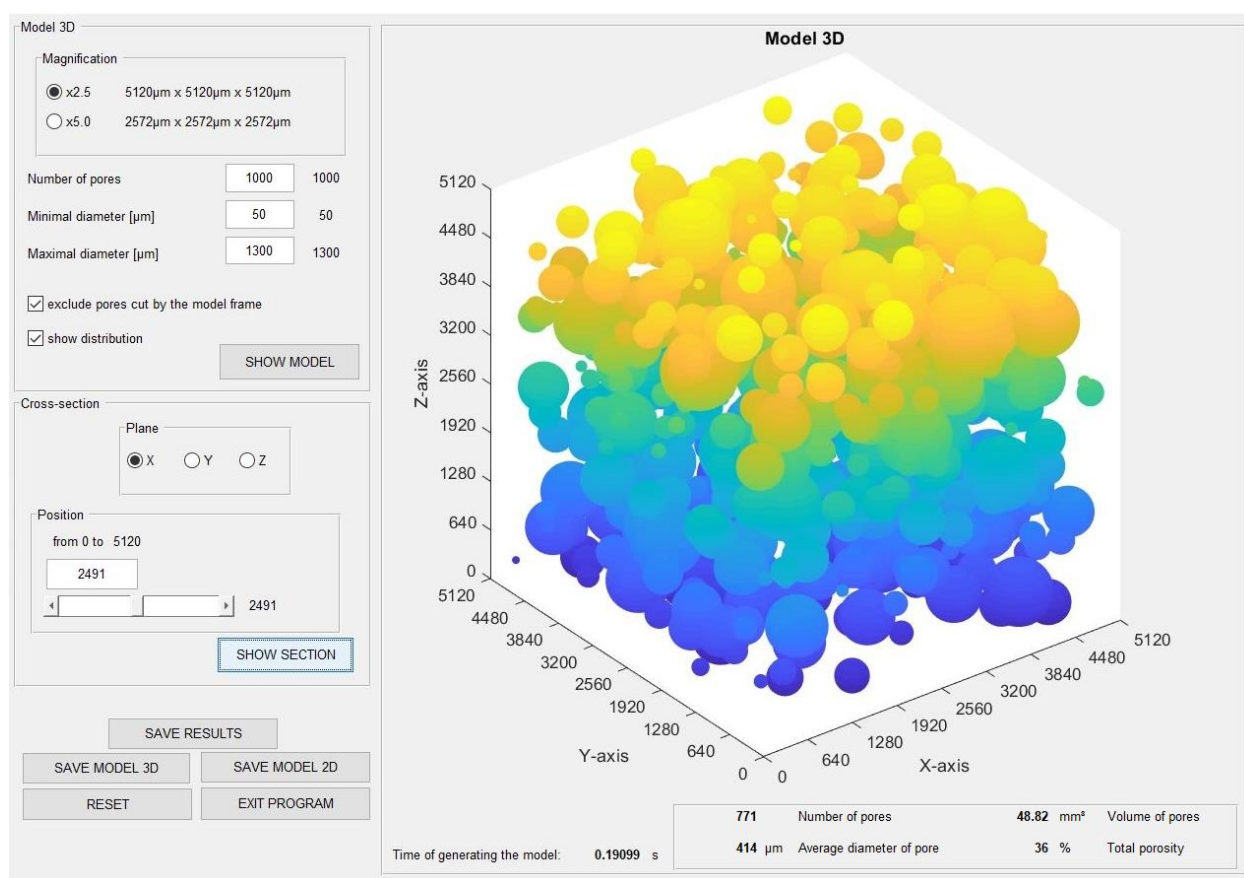 Model 3D
Magnification
x2.5 5120µm x 5120µm x 5120µm
x5.0 2572µm x 2572µm x 2572µm
Number of pores 1000 1000
Minimal diameter [µm] 50 50
Maximal diameter [µm] 1300 1300
exclude pores cut by the model frame
show distribution
SHOW MODEL
Cross-section
Plane
X Y Z
Position
from 0 to 5120
2491
2491
SHOW SECTION
SAVE RESULTS
SAVE MODEL 3D SAVE MODEL 2D
RESET EXIT PROGRAM
Model 3D
5120
4480
3840
3200
2560
1920
1280
640
0
Z-axis
5120
4480
3840
3200
2560
1920
1280
640
0
Y-axis
0
640
1280
1920
2560
3200
3840
4480
5120
X-axis
Time of generating the model: 0.19099 s
771 Number of pores 48.82 mm³ Volume of pores
414 µm Average diameter of pore 36 % Total porosity